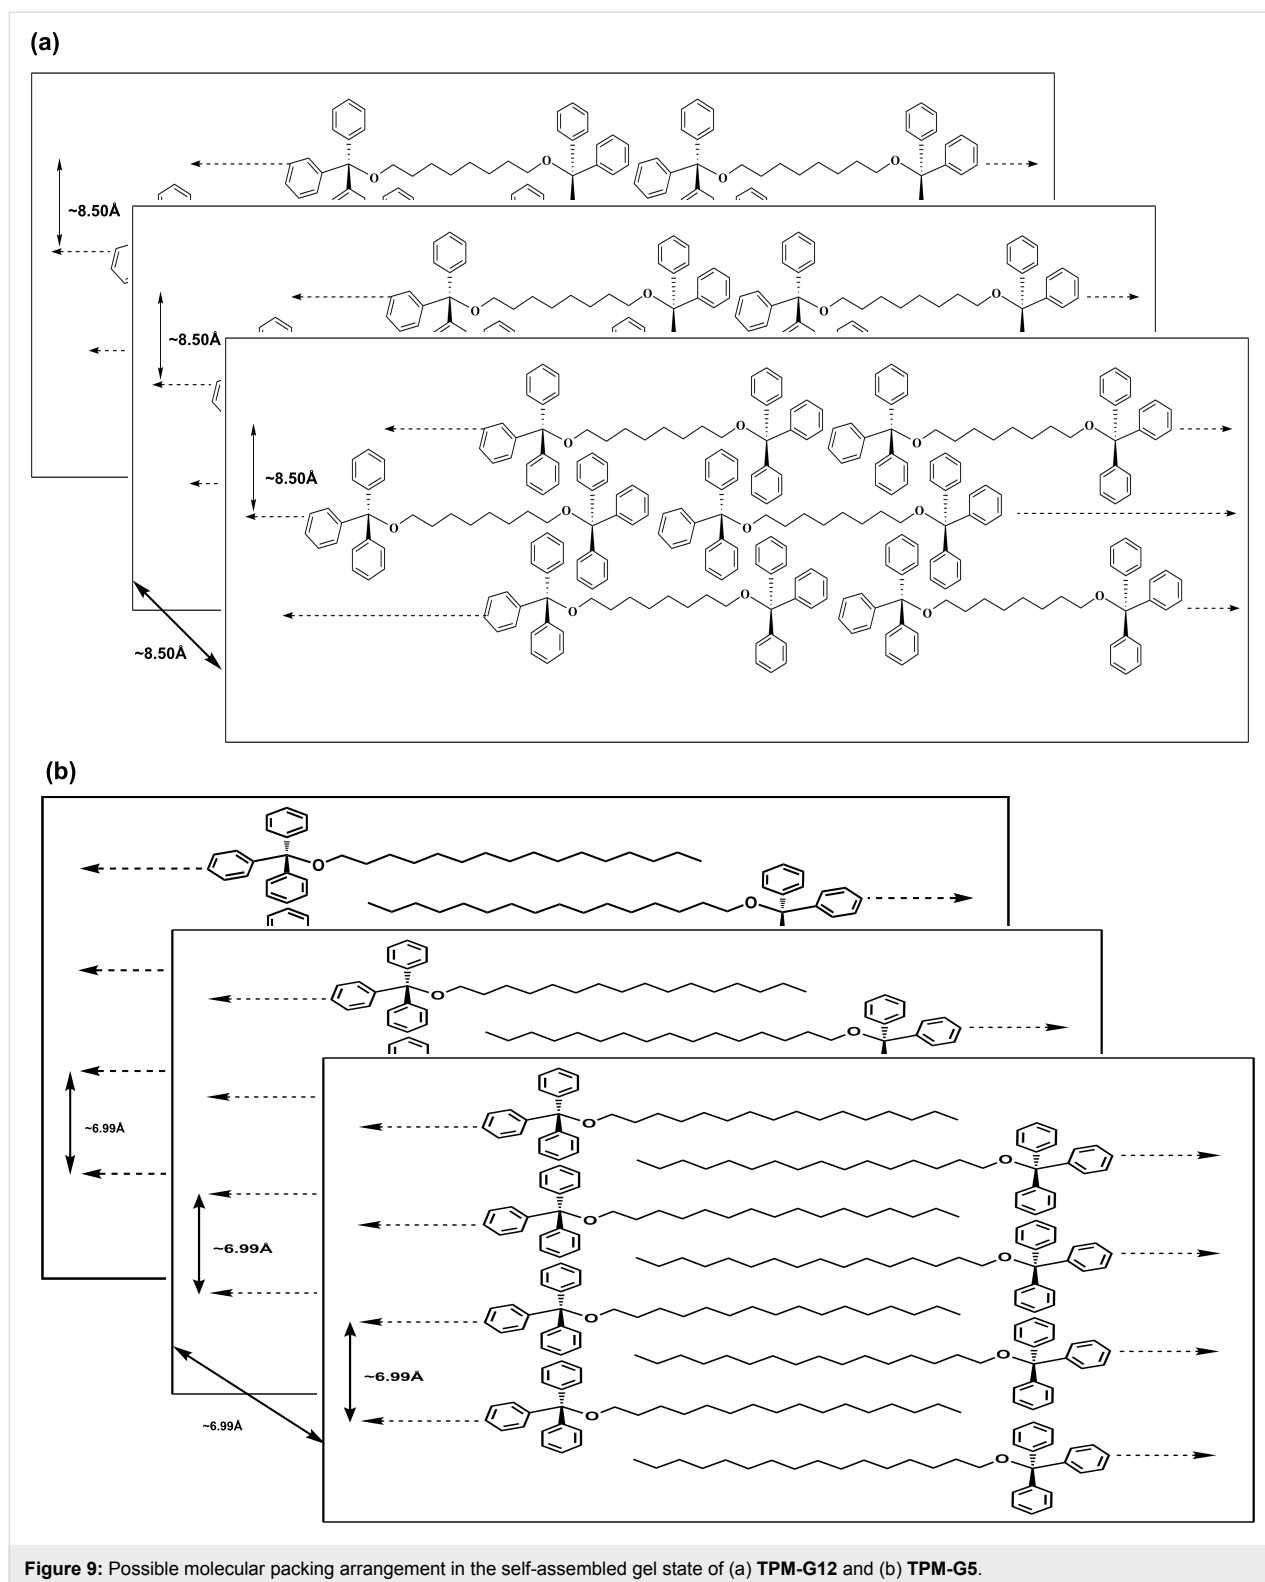 (a)
O
O
O
O
~8.50Å
O
O
O
O
~8.50Å
O
O
O
O
~8.50Å
O
O
O
O
O
O
O
O
~8.50Å
(b)
O
O
O
O
O
O
~6.99Å
O
O
~6.99Å
O
O
~6.99Å
O
O
~6.99Å
Figure 9: Possible molecular packing arrangement in the self-assembled gel state of (a) TPM-G12 and (b) TPM-G5.